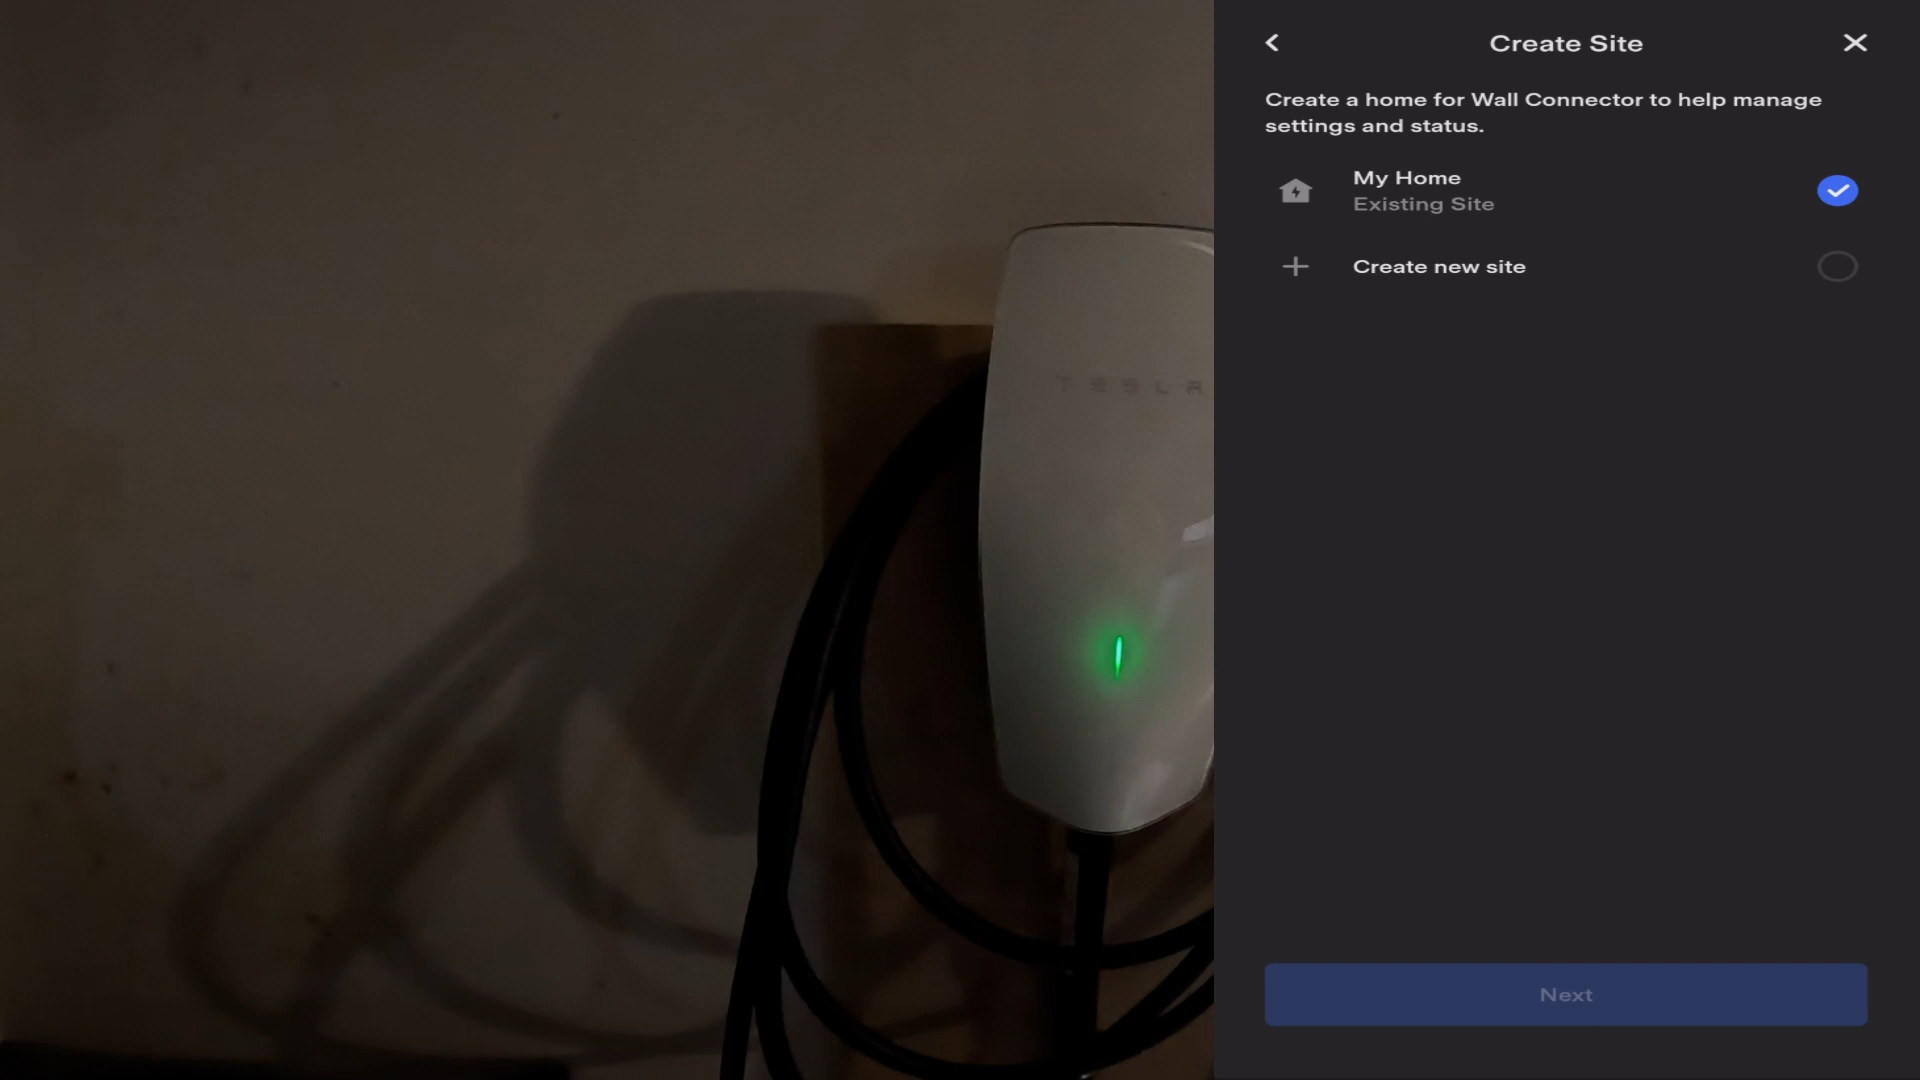 TESLA
Create Site
Create a home for Wall Connector to help manage
settings and status.
My Home
Existing Site
Create new site
Next